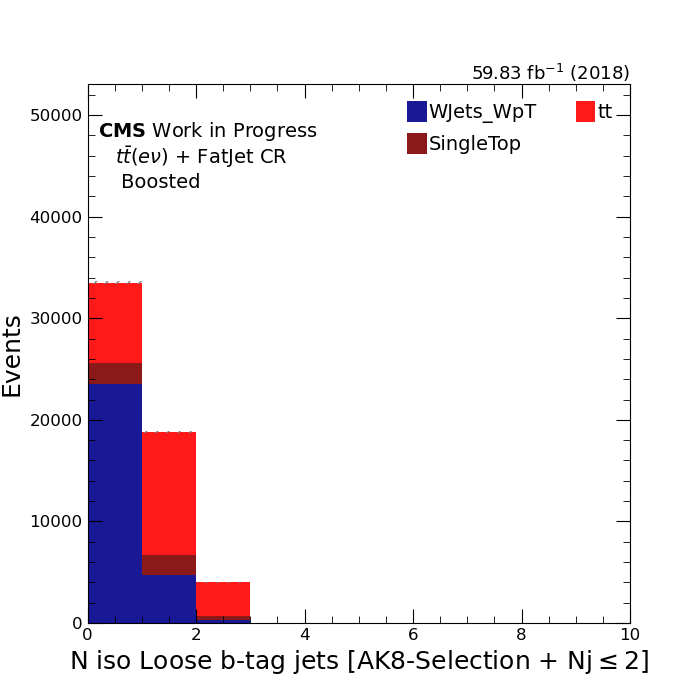 59.83 fb⁻¹ (2018)
50000
WJets_WpT
tt
CMS Work in Progress
SingleTop
tt̄(eν) + FatJet CR
Boosted
40000
30000
Events
20000
10000
0
0 2 4 6 8 10
N iso Loose b-tag jets [AK8-Selection + Nj ≤ 2]